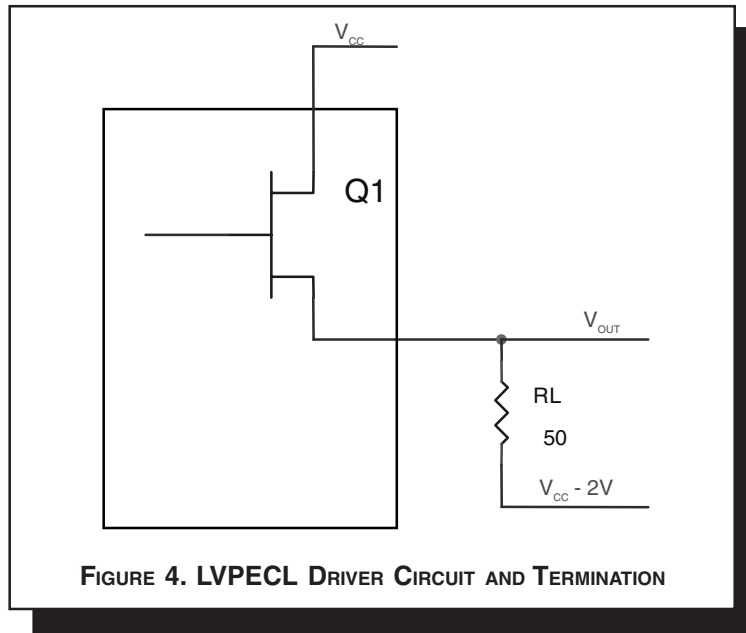 VCC
Q1
VOUT
RL
50
VCC - 2V
FIGURE 4. LVPECL DRIVER CIRCUIT AND TERMINATION